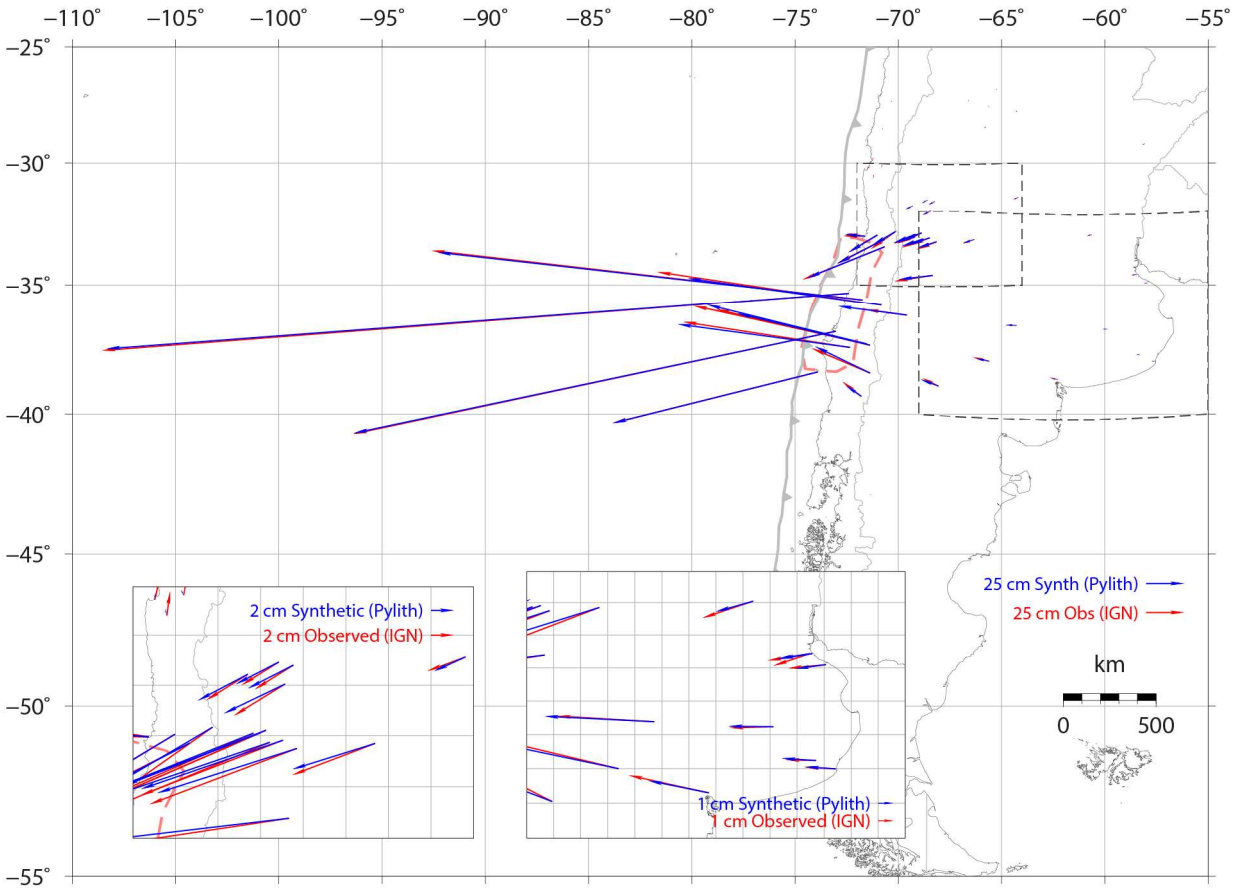 −110° −105° −100° −95° −90° −85° −80° −75° −70° −65° −60° −55°
−25°
−30°
−35°
−40°
−45°
−50°
−55°
25 cm Synth (Pylith)
25 cm Obs (IGN)
km
0 500
2 cm Synthetic (Pylith)
2 cm Observed (IGN)
1 cm Synthetic (Pylith)
1 cm Observed (IGN)